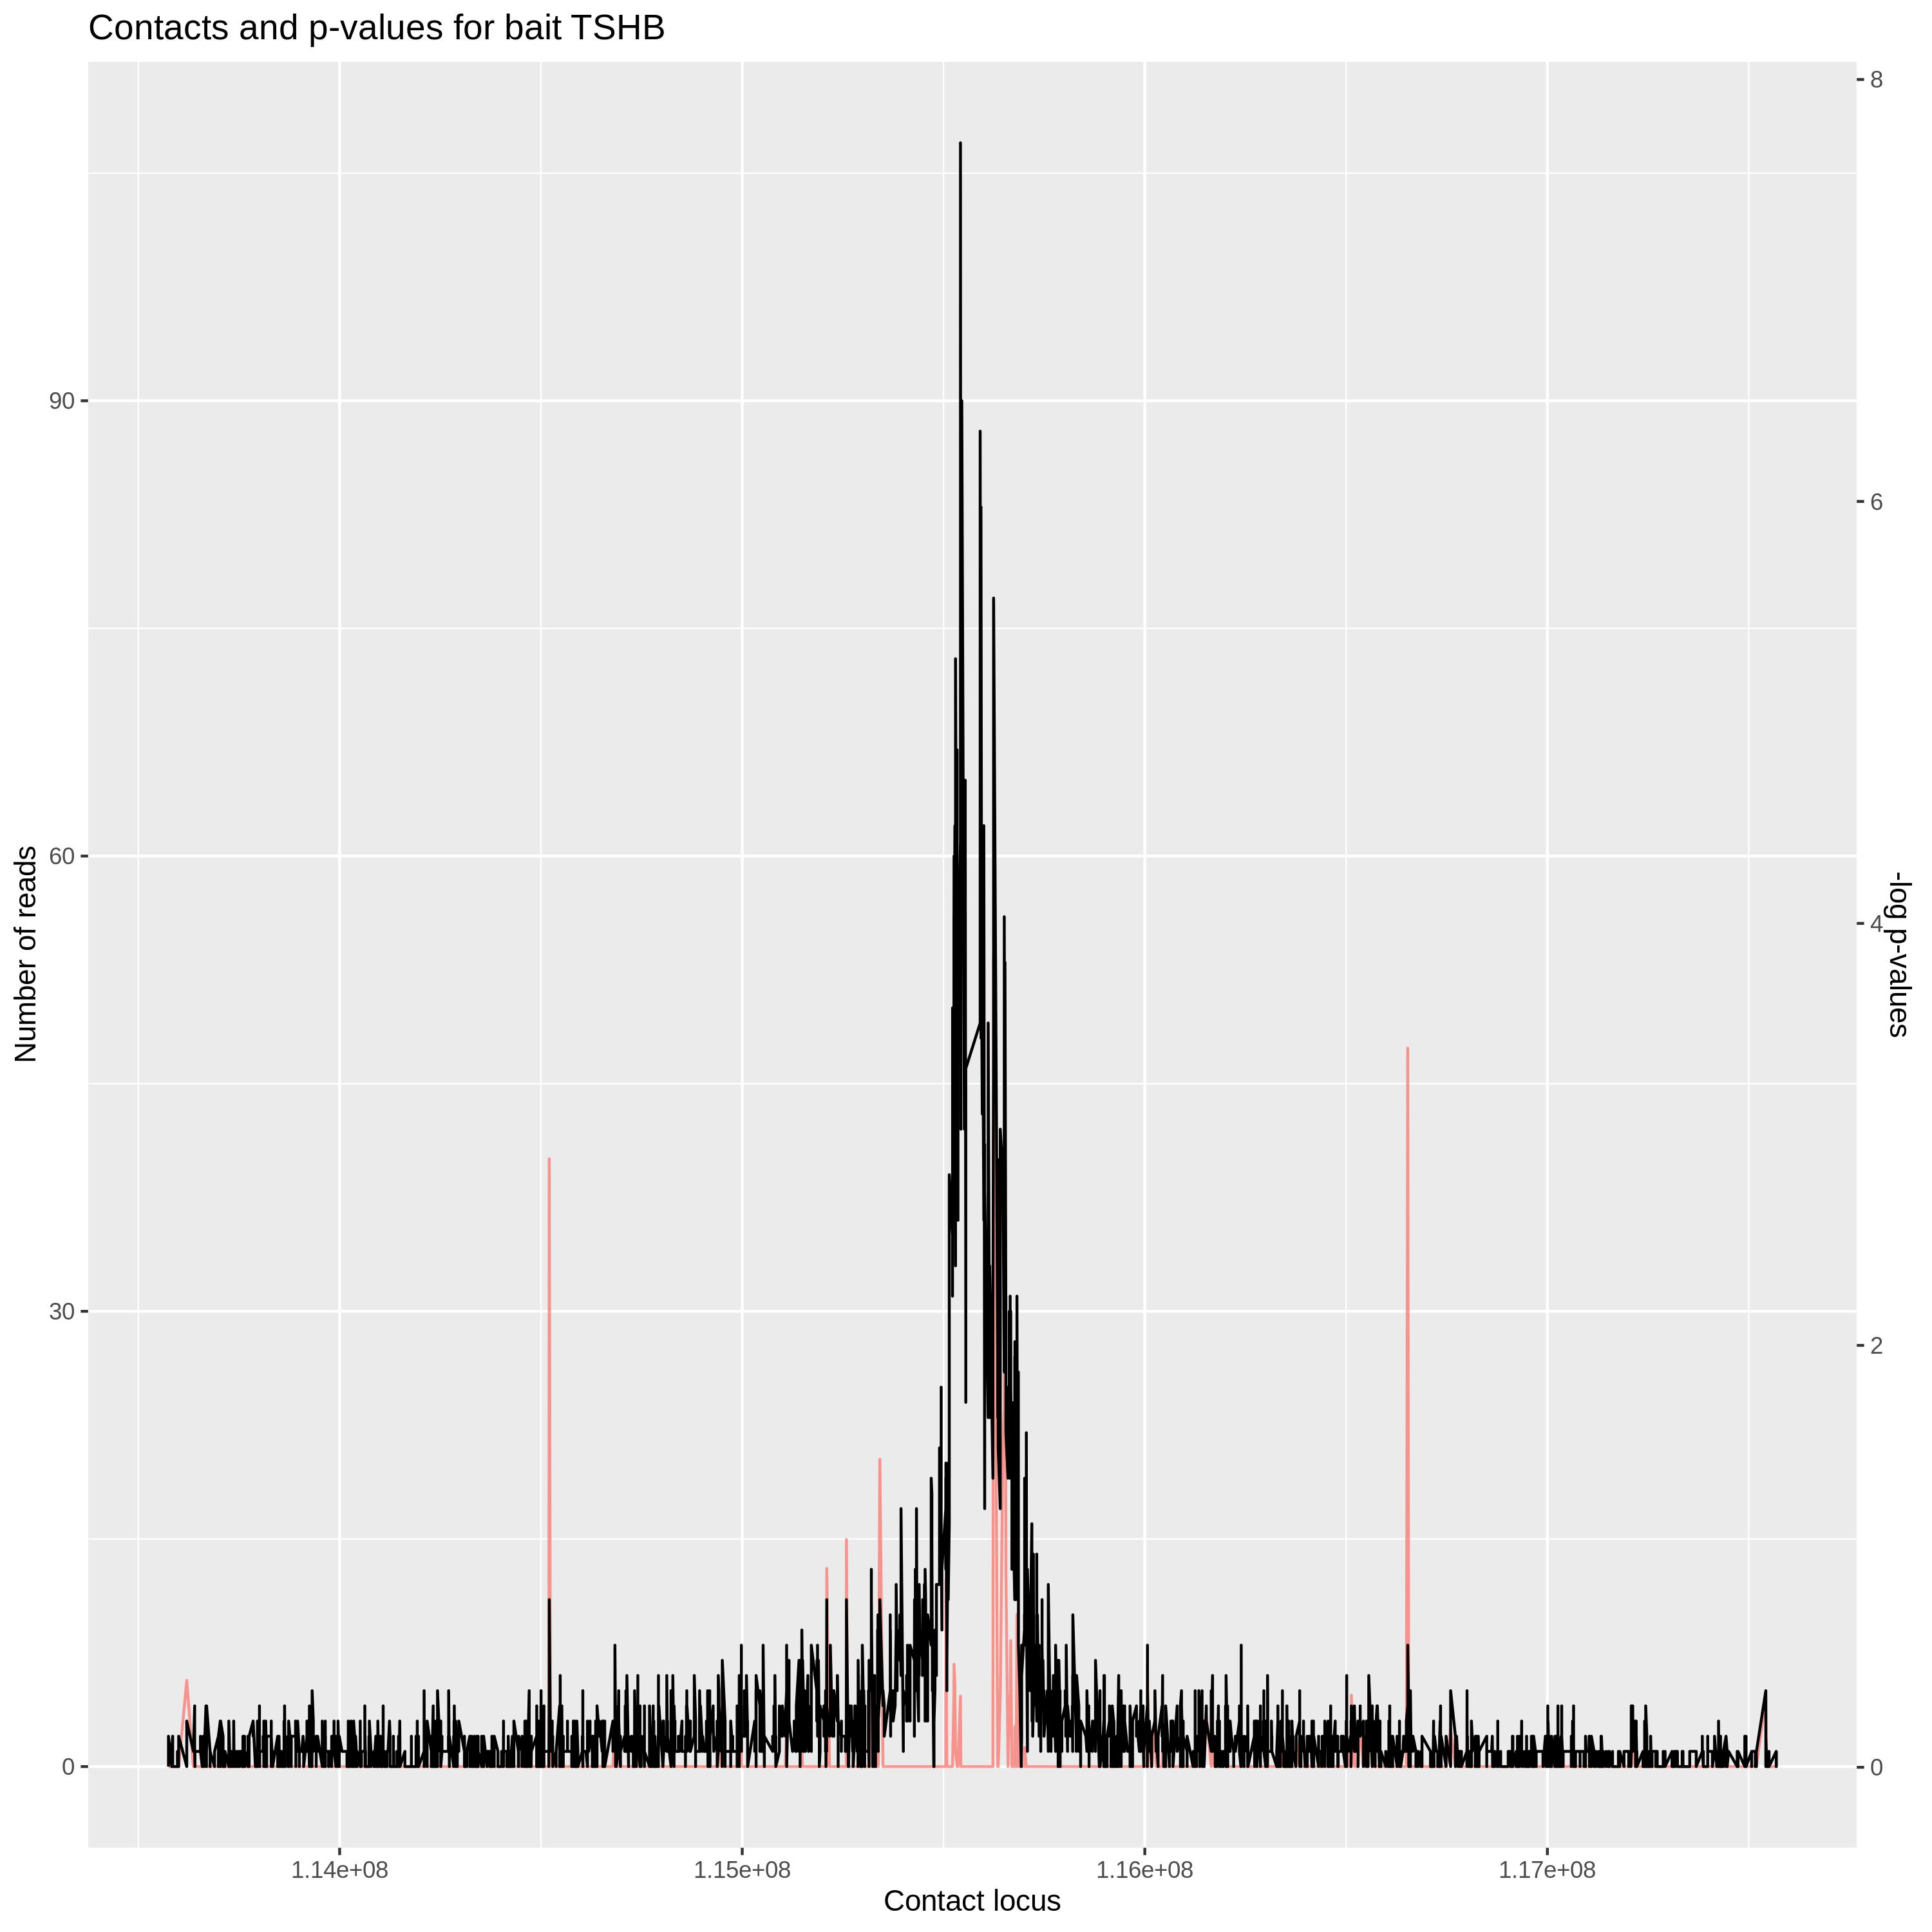 Contacts and p-values for bait TSHB
8
90
6
60
4
30
2
0
0
Number of reads
-log p-values
1.14e+08 1.15e+08 1.16e+08 1.17e+08
Contact locus